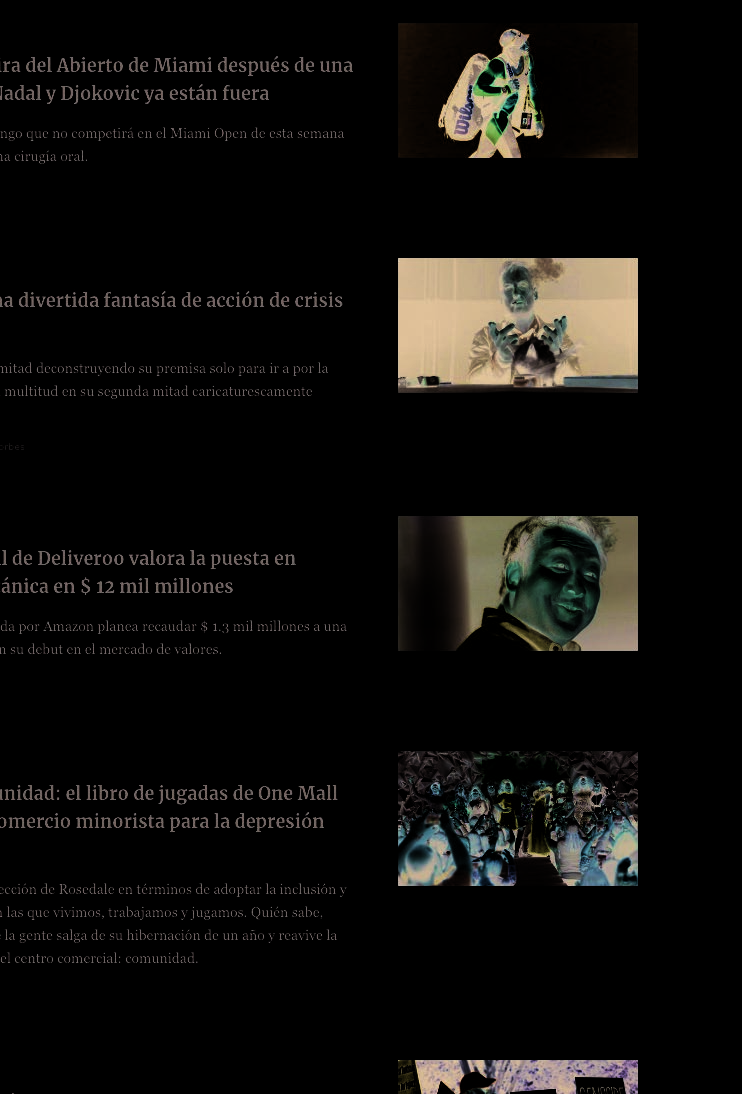 ra del Abierto de Miami después de una
Nadal y Djokovic ya están fuera
ngo que no competirá en el Miami Open de esta semana
na cirugía oral.
wilson
na divertida fantasía de acción de crisis
mitad deconstruyendo su premisa solo para ir a por la
multitud en su segunda mitad caricaturescamente
orbes
l de Deliveroo valora la puesta en
ánica en $ 12 mil millones
da por Amazon planea recaudar $ 1.3 mil millones a una
n su debut en el mercado de valores.
unidad: el libro de jugadas de One Mall
omercio minorista para la depresión
ección de Rosedale en términos de adoptar la inclusión y
n las que vivimos, trabajamos y jugamos. Quién sabe,
la gente salga de su hibernación de un año y reavive la
el centro comercial: comunidad.